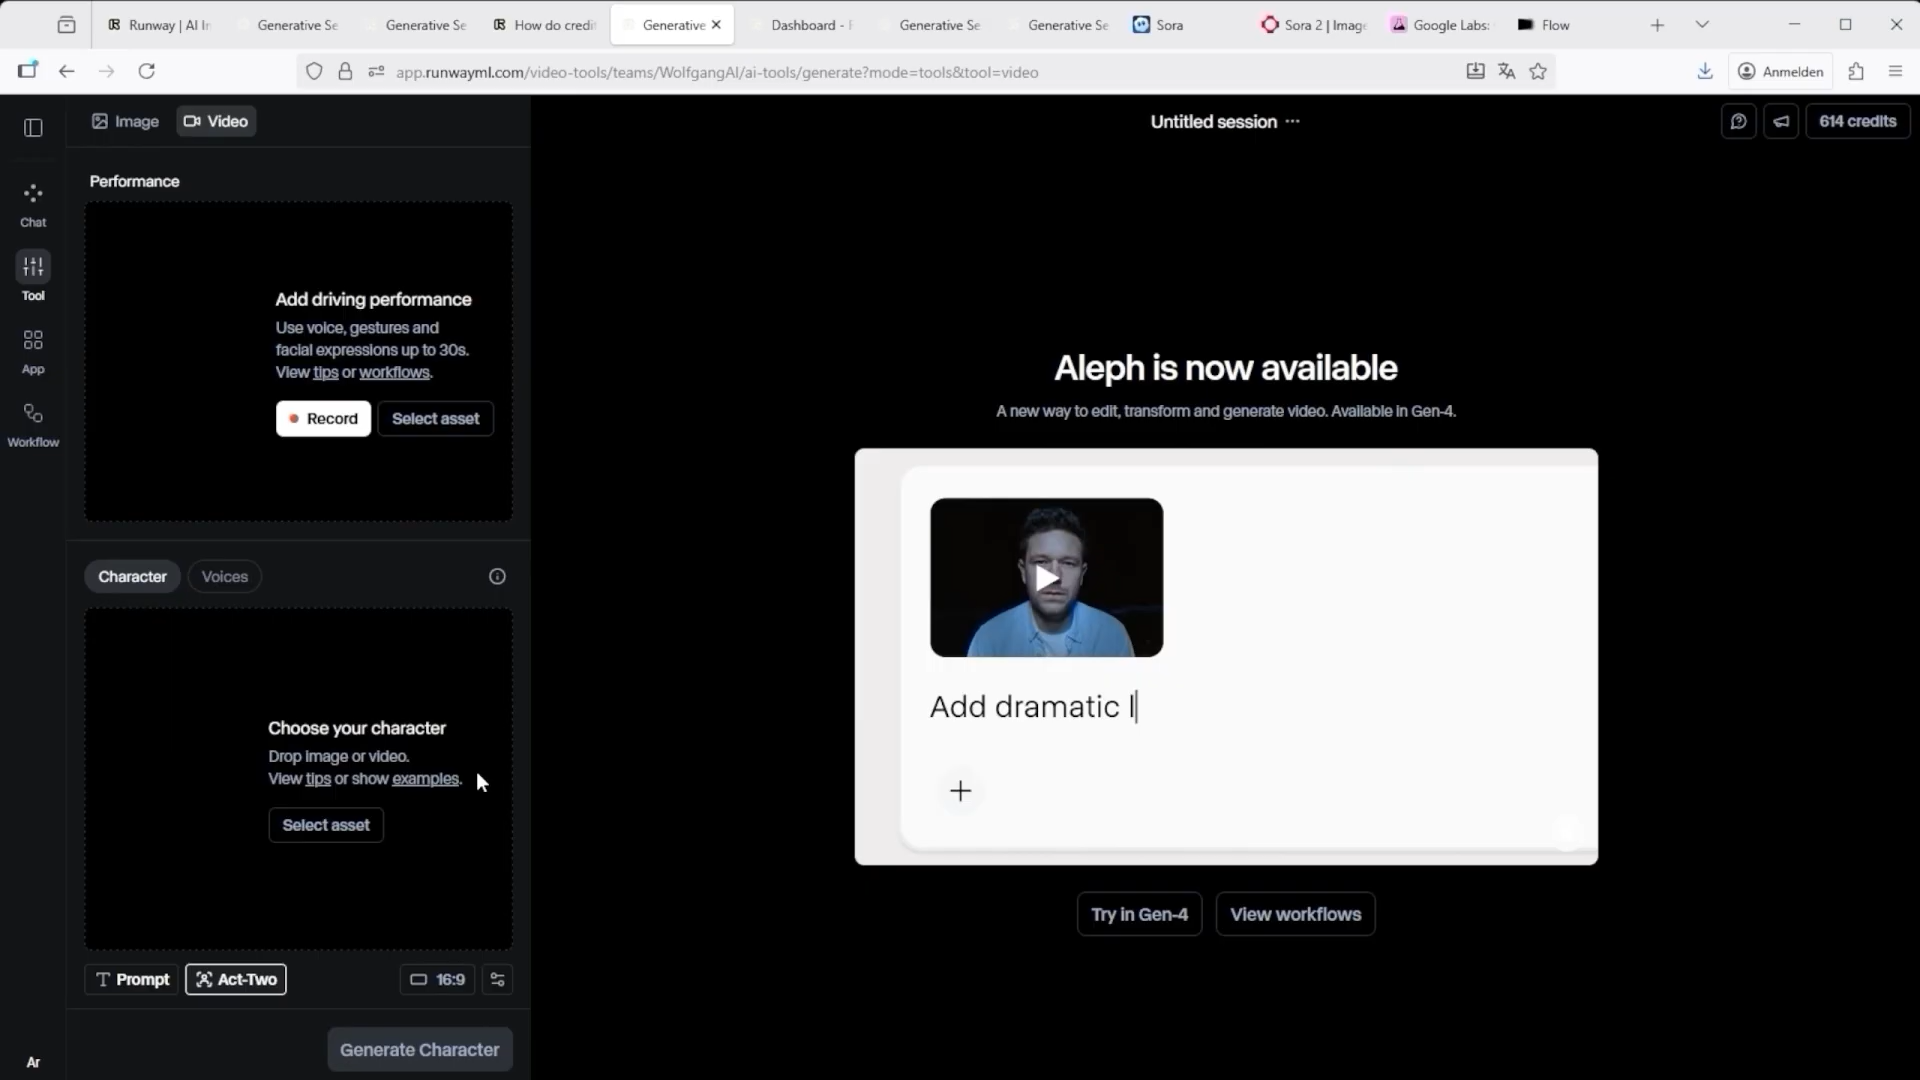 Runway | AI In
Generative Se
Generative Se
How do credi
Generative
Dashboard -
Generative Se
Generative Se
Sora
Sora 2 | Image
Google Labs:
Flow
app.runwayml.com/video-tools/teams/WolfgangAI/ai-tools/generate?mode=tools&tool=video
Anmelden
Image
Video
Untitled session ...
614 credits
Chat
Tool
App
Workflow
Ar
Performance
Add driving performance
Use voice, gestures and
facial expressions up to 30s.
View tips or workflows.
Record
Select asset
Character
Voices
Choose your character
Drop image or video.
View tips or show examples.
Select asset
Prompt
Act-Two
16:9
Generate Character
Aleph is now available
A new way to edit, transform and generate video. Available in Gen-4.
Add dramatic l
Try in Gen-4
View workflows